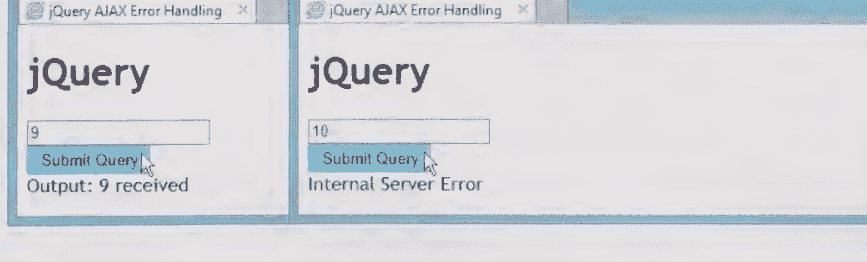 jQuery AJAX Error Handling
jQuery
9
Submit Query
Output: 9 received
jQuery AJAX Error Handling
jQuery
10
Submit Query
Internal Server Error